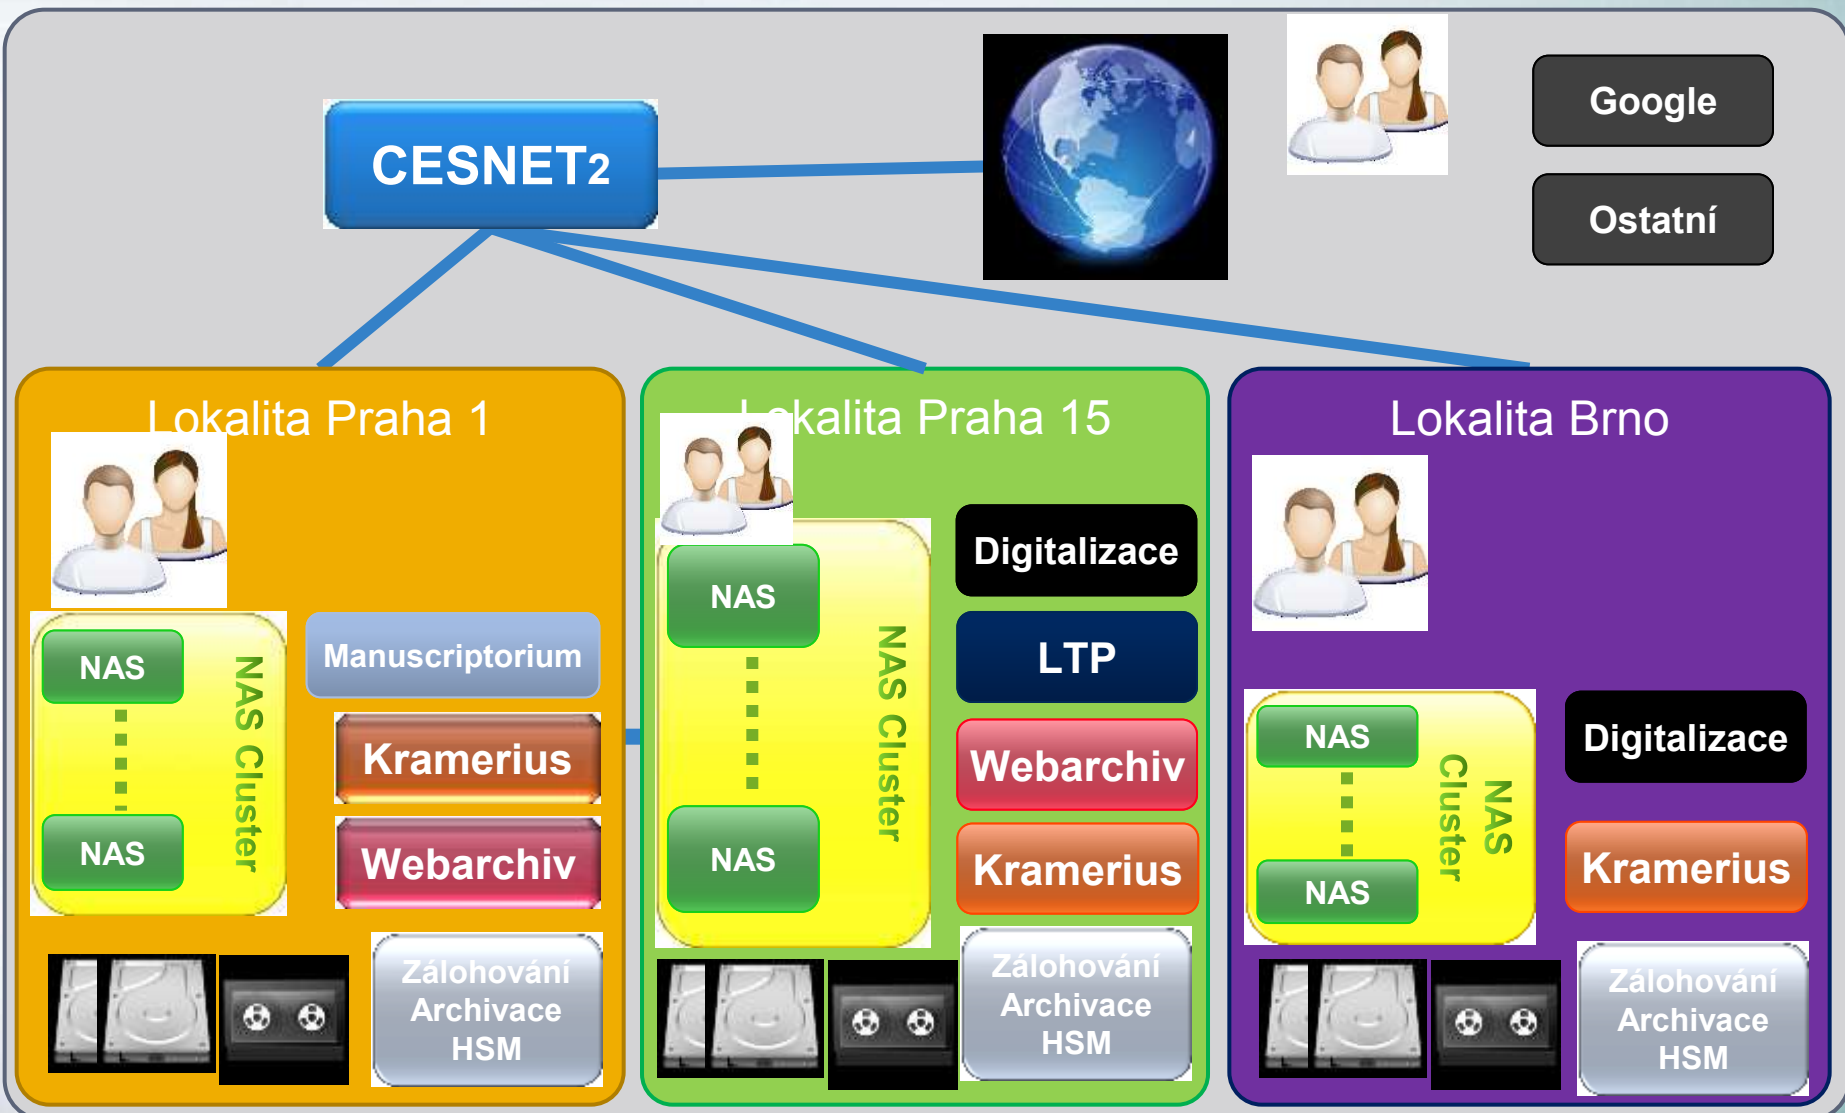 CESNET2
Google
Ostatní
Lokalita Praha 1
NAS
NAS
NAS Cluster
Manuscriptorium
Kramerius
Webarchiv
Zálohování
Archivace
HSM
kalita Praha 15
NAS
NAS
NAS Cluster
Digitalizace
LTP
Webarchiv
Kramerius
Zálohování
Archivace
HSM
Lokalita Brno
NAS
NAS
NAS
Cluster
Digitalizace
Kramerius
Zálohování
Archivace
HSM